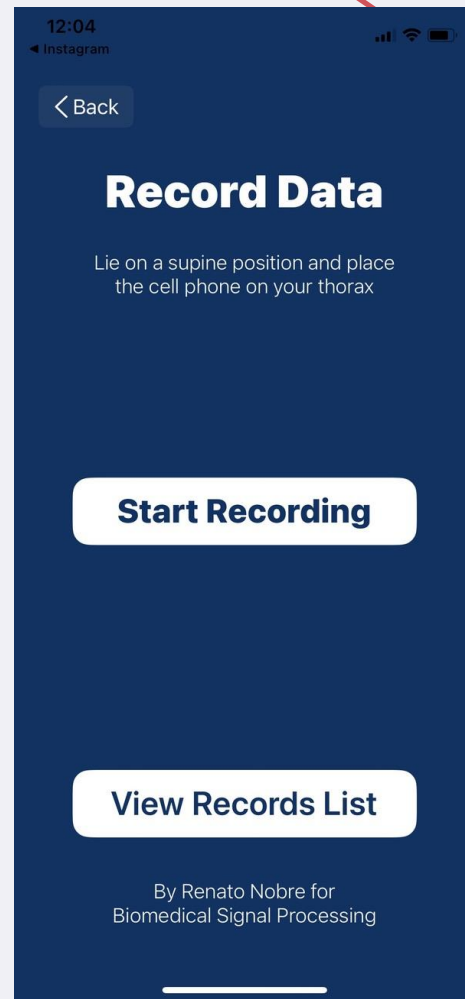 12:04
◀ Instagram
Back
Record Data
Lie on a supine position and place
the cell phone on your thorax
Start Recording
View Records List
By Renato Nobre for
Biomedical Signal Processing